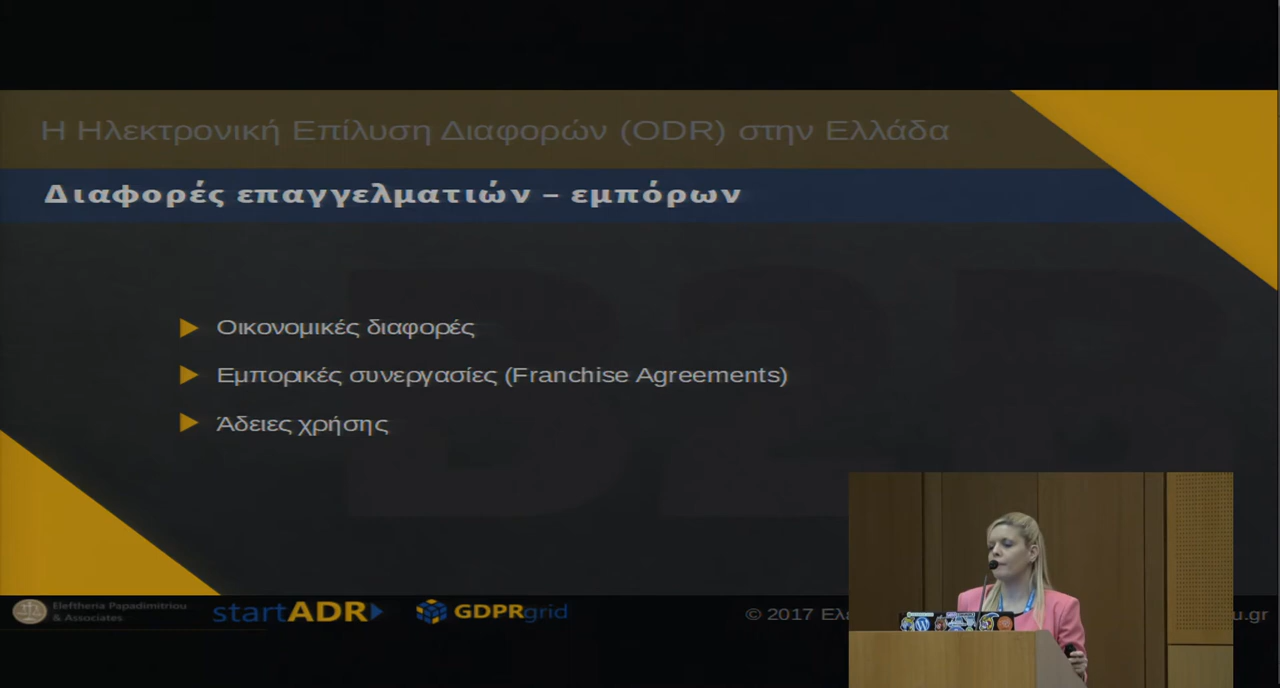 Η Ηλεκτρονική Επίλυση Διαφορών (ODR) στην Ελλάδα
Διαφορές επαγγελματιών – εμπόρων
Οικονομικές διαφορές
Εμπορικές συνεργασίες (Franchise Agreements)
Άδειες χρήσης
Eleftheria Papadimitriou
& Associates
startADR
GDPRgrid
© 2017